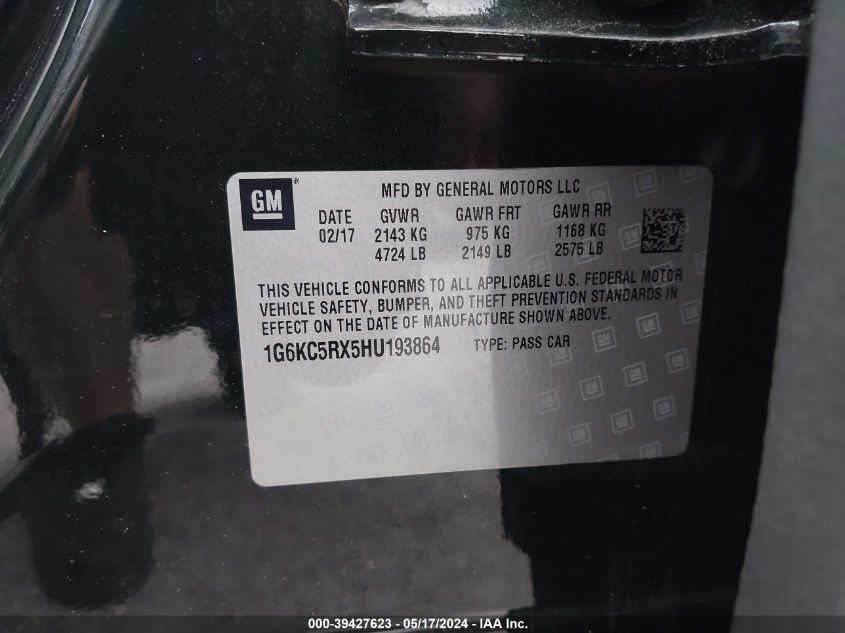 GM
MFD BY GENERAL MOTORS LLC
DATE GVWR GAWR FRT GAWR RR
02/17 2143 KG 975 KG 1168 KG
4724 LB 2149 LB 2575 LB
THIS VEHICLE CONFORMS TO ALL APPLICABLE U.S. FEDERAL MOTOR
VEHICLE SAFETY, BUMPER, AND THEFT PREVENTION STANDARDS IN
EFFECT ON THE DATE OF MANUFACTURE SHOWN ABOVE.
1G6KC5RX5HU193864 TYPE: PASS CAR
000-39427623 - 05/17/2024 - IAA Inc.